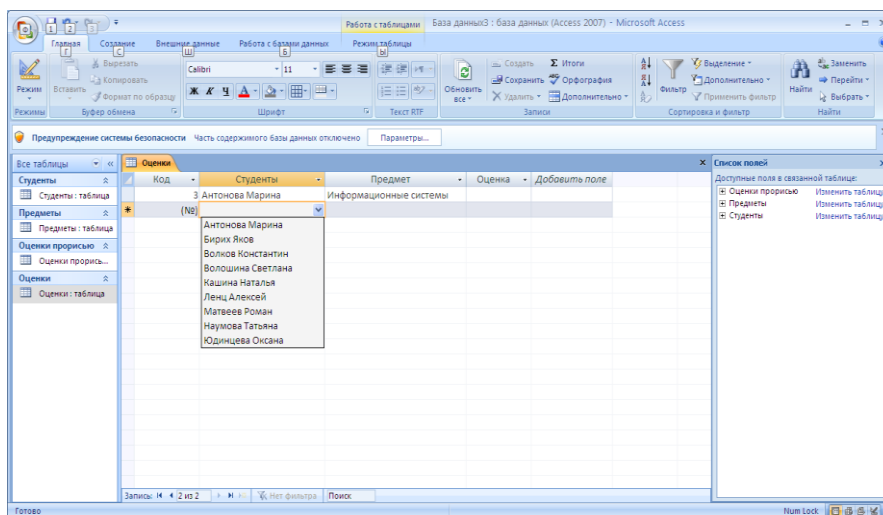 Работа с таблицами База данных3 : база данных (Access 2007) - Microsoft Access
1 2 3
Главная Создание Внешние данные Работа с базами данных Режим таблицы
Г С Ш Б Ы
Режим
Вставить
Вырезать
Копировать
Формат по образцу
Calibri 11
Ж К Ч
Обновить все
Создать
Сохранить
Удалить
Σ Итоги
Орфография
Дополнительно
Фильтр
Выделение
Дополнительно
Применить фильтр
Найти
Заменить
Перейти
Выбрать
Режимы Буфер обмена Шрифт Текст RTF Записи Сортировка и фильтр Найти
Предупреждение системы безопасности Часть содержимого базы данных отключено Параметры...
Все таблицы
Студенты
Студенты : таблица
Предметы
Предметы : таблица
Оценки прорисью
Оценки прорись...
Оценки
Оценки : таблица
Оценки
Код Студенты Предмет Оценка Добавить поле
3 Антонова Марина Информационные системы
* (№)
Антонова Марина
Бирих Яков
Волков Константин
Волошина Светлана
Кашина Наталья
Ленц Алексей
Матвеев Роман
Наумова Татьяна
Юдинцева Оксана
Запись: 2 из 2 Нет фильтра Поиск
Список полей
Доступные поля в связанной таблице:
Оценки прорисью Изменить таблицу
Предметы Изменить таблицу
Студенты Изменить таблицу
Готово Num Lock